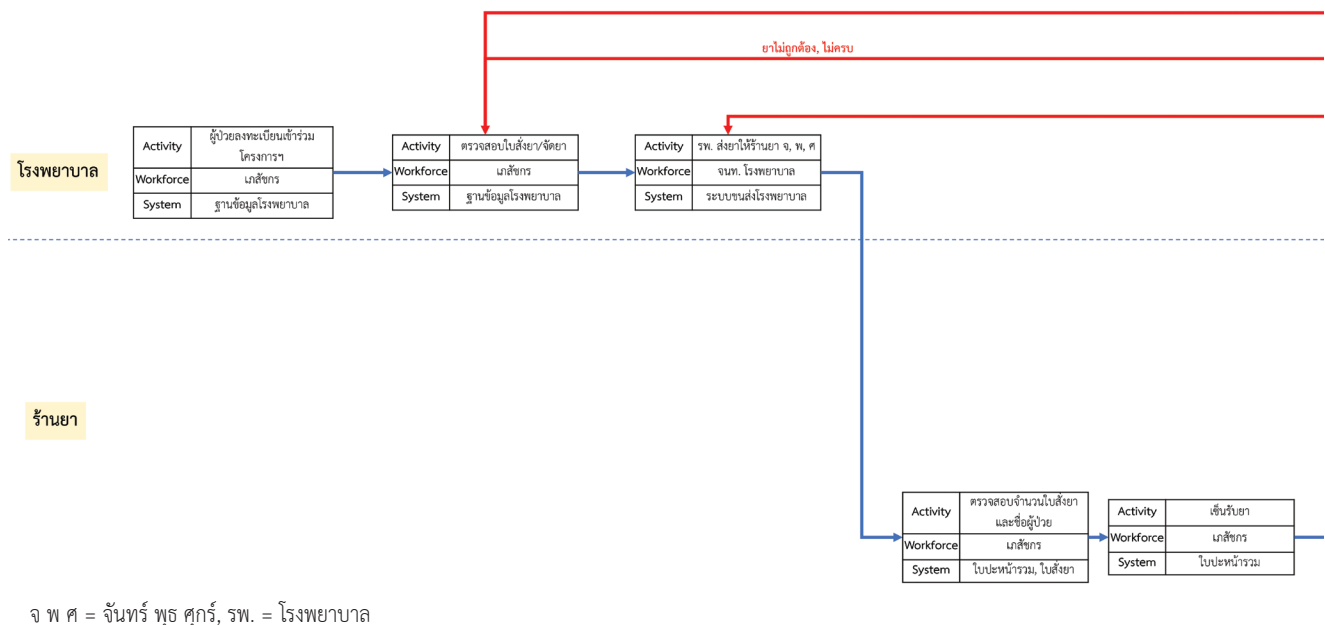 ยาไม่ถูกต้อง, ไม่ครบ
โรงพยาบาล
Activity ผู้ป่วยลงทะเบียนเข้าร่วม
โครงการฯ
Workforce เภสัชกร
System ฐานข้อมูลโรงพยาบาล
Activity ตรวจสอบใบสั่งยา/จัดยา
Workforce เภสัชกร
System ฐานข้อมูลโรงพยาบาล
Activity รพ. ส่งยาให้ร้านยา จ, พ, ศ
Workforce จนท. โรงพยาบาล
System ระบบขนส่งโรงพยาบาล
ร้านยา
Activity ตรวจสอบจำนวนใบสั่งยา
และชื่อผู้ป่วย
Workforce เภสัชกร
System ใบปะหน้ารวม, ใบสั่งยา
Activity เซ็นรับยา
Workforce เภสัชกร
System ใบปะหน้ารวม
จ พ ศ = จันทร์ พุธ ศุกร์, รพ. = โรงพยาบาล